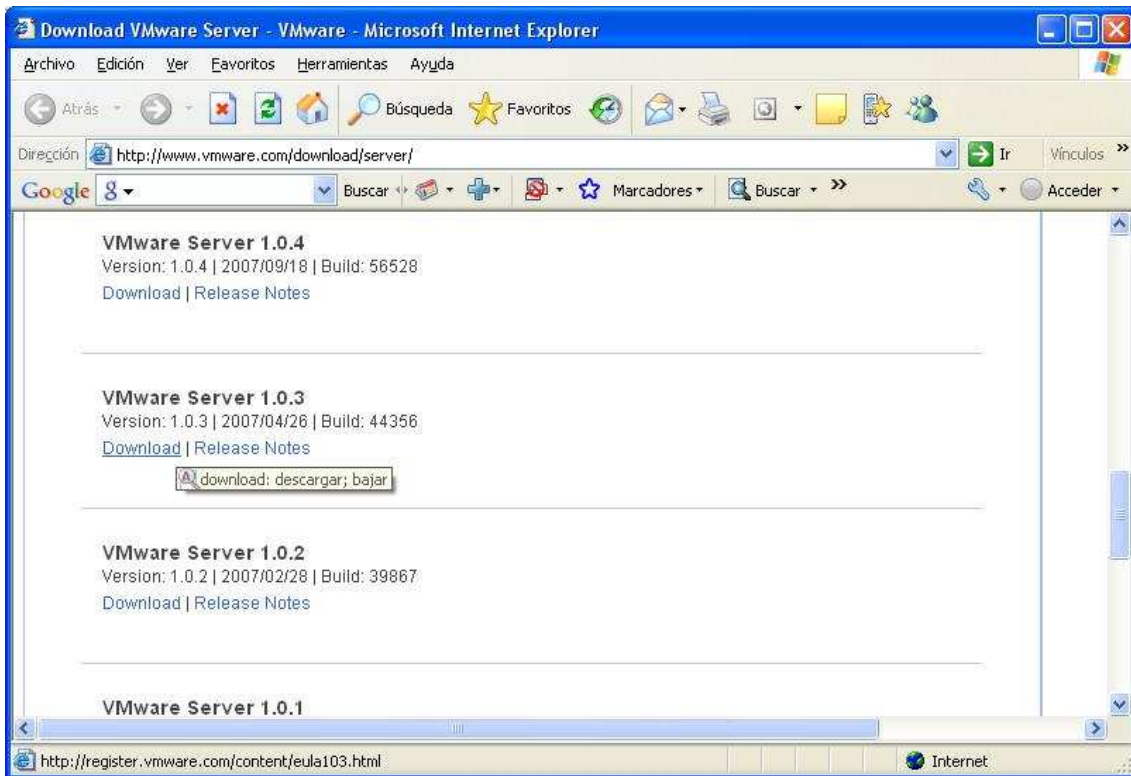 Download VMware Server - VMware - Microsoft Internet Explorer
Archivo Edición Ver Favoritos Herramientas Ayuda
Atrás Búsqueda Favoritos
Dirección http://www.vmware.com/download/server/ Ir Vínculos »
Google Buscar Marcadores Buscar » Acceder
VMware Server 1.0.4
Version: 1.0.4 | 2007/09/18 | Build: 56528
Download | Release Notes
VMware Server 1.0.3
Version: 1.0.3 | 2007/04/26 | Build: 44356
Download | Release Notes
download: descargar; bajar
VMware Server 1.0.2
Version: 1.0.2 | 2007/02/28 | Build: 39867
Download | Release Notes
VMware Server 1.0.1
http://register.vmware.com/content/eula103.html Internet